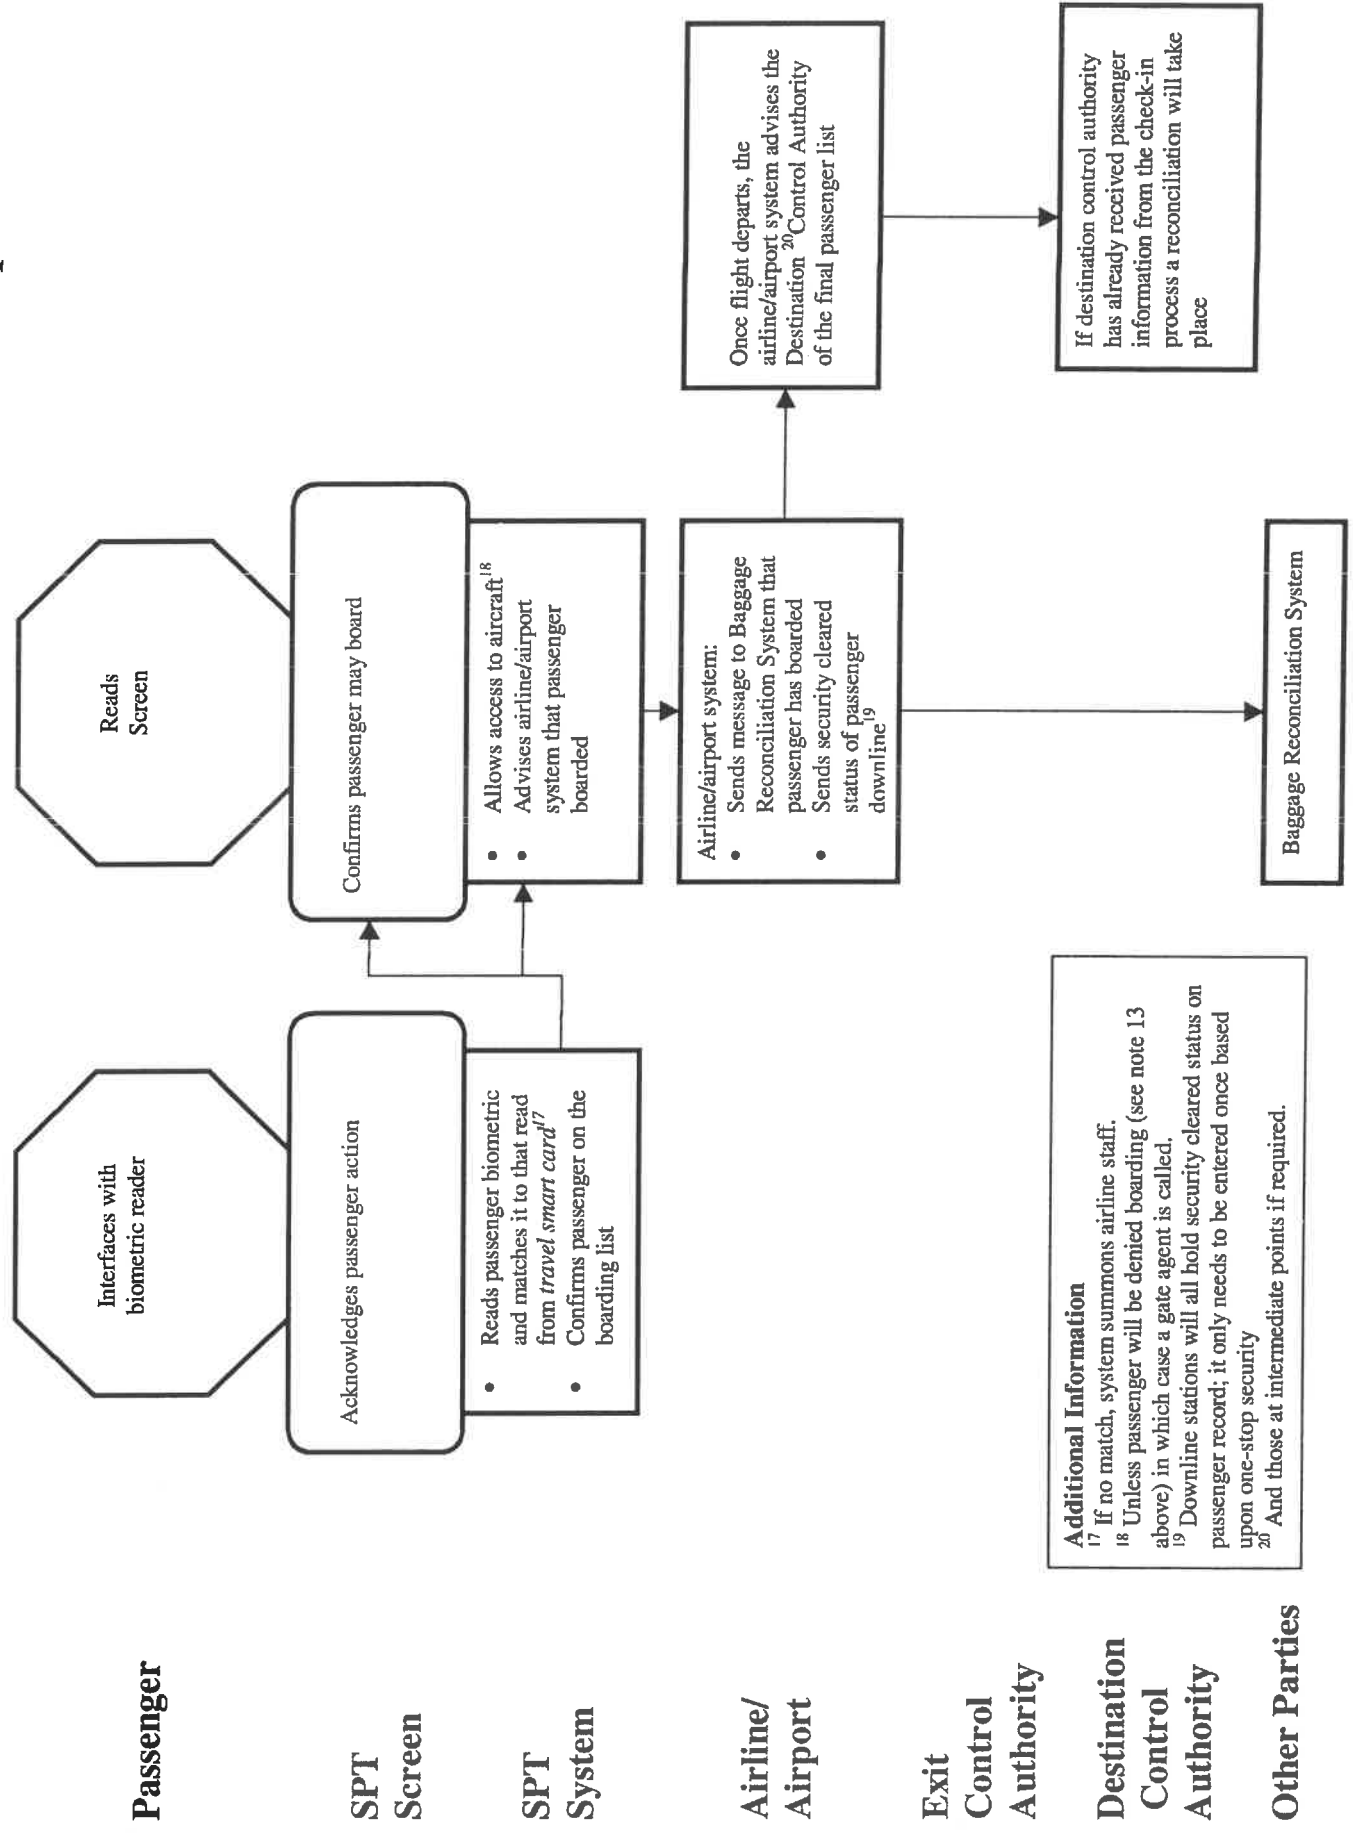 Passenger
Interfaces with
biometric reader
Reads
Screen
SPT
Screen
Acknowledges passenger action
Confirms passenger may board
SPT
System
• Reads passenger biometric
and matches it to that read
from travel smart card17
• Confirms passenger on the
boarding list
• Allows access to aircraft18
• Advises airline/airport
system that passenger
boarded
Airline/
Airport
Airline/airport system:
• Sends message to Baggage
Reconciliation System that
passenger has boarded
• Sends security cleared
status of passenger
downline19
Once flight departs, the
airline/airport system advises the
Destination 20Control Authority
of the final passenger list
Exit
Control
Authority
Destination
Control
Authority
If destination control authority
has already received passenger
information from the check-in
process a reconciliation will take
place
Additional Information
17 If no match, system summons airline staff.
18 Unless passenger will be denied boarding (see note 13
above) in which case a gate agent is called.
19 Downline stations will all hold security cleared status on
passenger record; it only needs to be entered once based
upon one-stop security
20 And those at intermediate points if required.
Other Parties
Baggage Reconciliation System